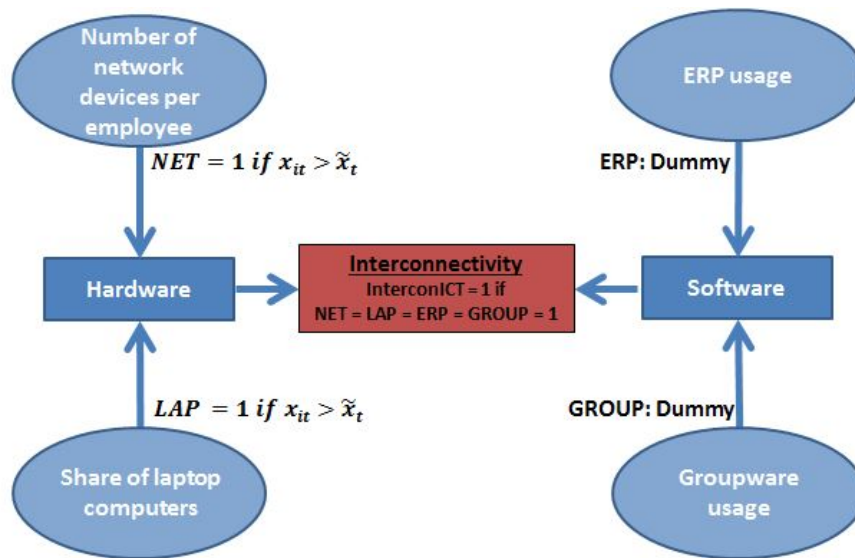 Number of
network
devices per
employee
ERP usage
NET = 1 if x_it > x̃_t
ERP: Dummy
Hardware
Interconnectivity
InterconICT = 1 if
NET = LAP = ERP = GROUP = 1
Software
LAP = 1 if x_it > x̃_t
GROUP: Dummy
Share of laptop
computers
Groupware
usage